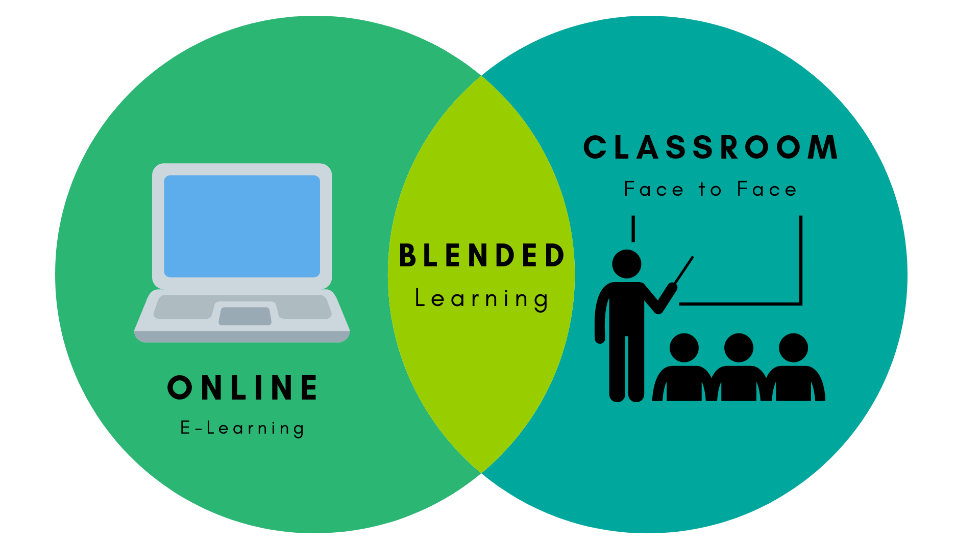 ONLINE
E-Learning
BLENDED
Learning
CLASSROOM
Face to Face